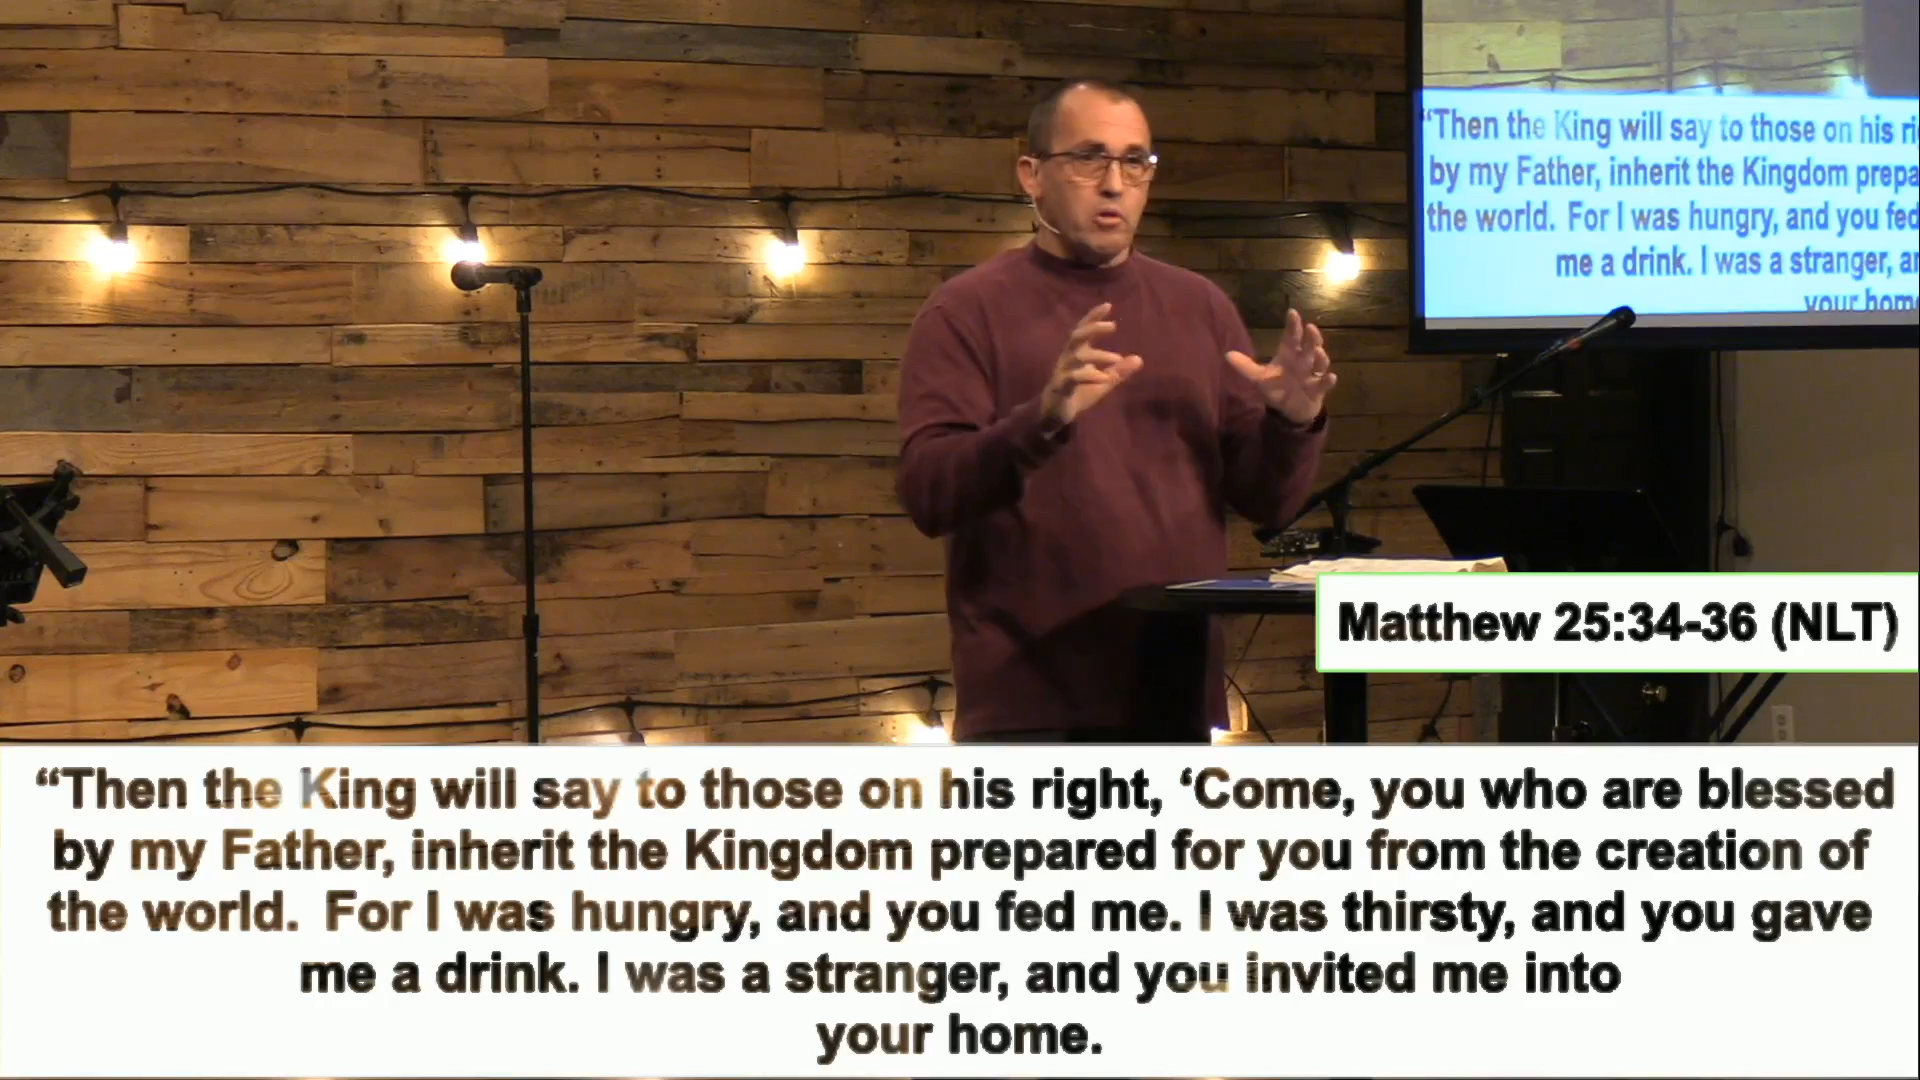 “Then the King will say to those on his ri
by my Father, inherit the Kingdom prepa
the world. For I was hungry, and you fed
me a drink. I was a stranger, an
your home
Matthew 25:34-36 (NLT)
“Then the King will say to those on his right, ‘Come, you who are blessed
by my Father, inherit the Kingdom prepared for you from the creation of
the world. For I was hungry, and you fed me. I was thirsty, and you gave
me a drink. I was a stranger, and you invited me into
your home.